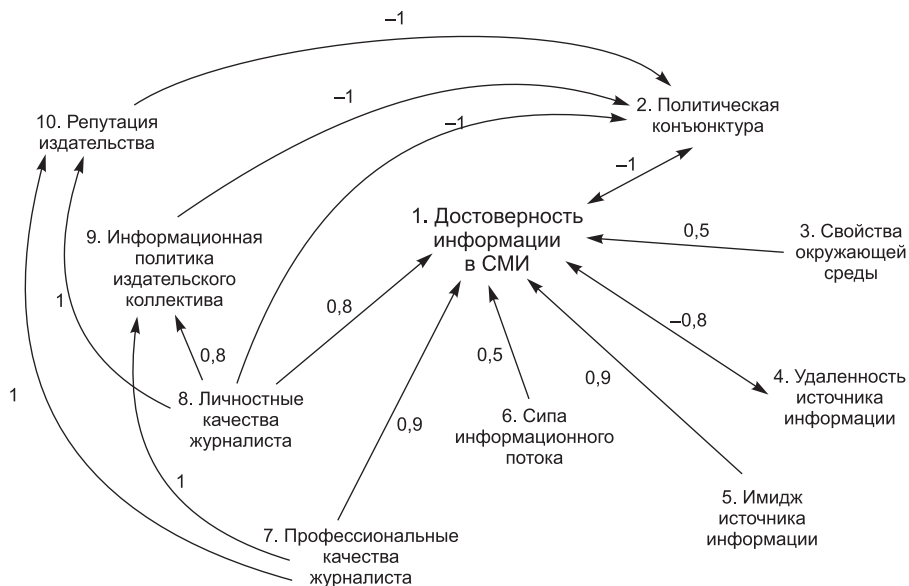 –1
10. Репутация
издательства
–1
2. Политическая
конъюнктура
–1
–1
1. Достоверность
информации
в СМИ
0,5
3. Свойства
окружающей
среды
9. Информационная
политика
издательского
коллектива
1
0,8
0,8
–0,8
0,5
0,9
4. Удаленность
источника
информации
1
8. Личностные
качества
журналиста
0,9
6. Сипа
информационного
потока
1
5. Имидж
источника
информации
7. Профессиональные
качества
журналиста